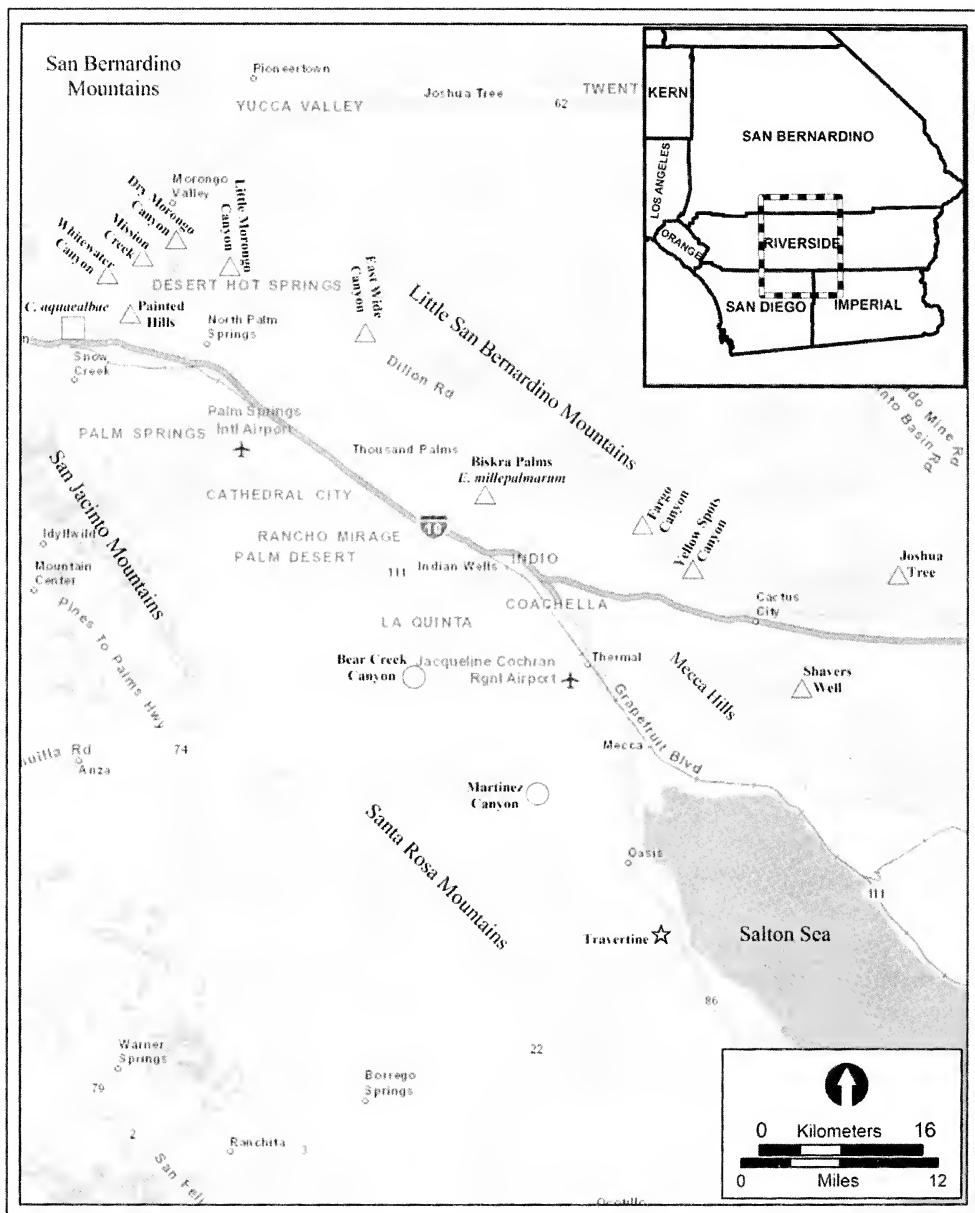 San Bernardino
Mountains
Pioneertown
YUCCA VALLEY
Joshua Tree
62
TWENT
KERN
SAN BERNARDINO
LOS ANGELES
ORANGE
RIVERSIDE
SAN DIEGO
IMPERIAL
Morongo
Valley
Dry Morongo
Canyon
Little Morongo
Canyon
Mission
Creek
Whitewater
Canyon
DESERT HOT SPRINGS
East Wide
Canyon
C. aquaealbae
Painted
Hills
North Palm
Springs
Snow
Creek
Dillon Rd
Little San Bernardino Mountains
Palm Springs
Intl Airport
PALM SPRINGS
Thousand Palms
Biskra Palms
E. millepalmarum
CATHEDRAL CITY
San Jacinto Mountains
10
RANCHO MIRAGE
PALM DESERT
Idyllwild
Mountain
Center
111
Indian Wells
INDIO
Fargo
Canyon
Yellow Spots
Canyon
Joshua
Tree
COACHELLA
Cactus
City
LA QUINTA
Pines To Palms Hwy
Bear Creek
Canyon
Jacqueline Cochran
Rgnl Airport
Thermal
Mecca Hills
Shavers
Well
Grapefruit Blvd
74
Mecca
Rd
Anza
Martinez
Canyon
Santa Rosa Mountains
Oasis
111
Travertine
Salton Sea
86
Warner
Springs
79
22
Borrego
Springs
2
Ranchita
3
0 Kilometers 16
0 Miles 12